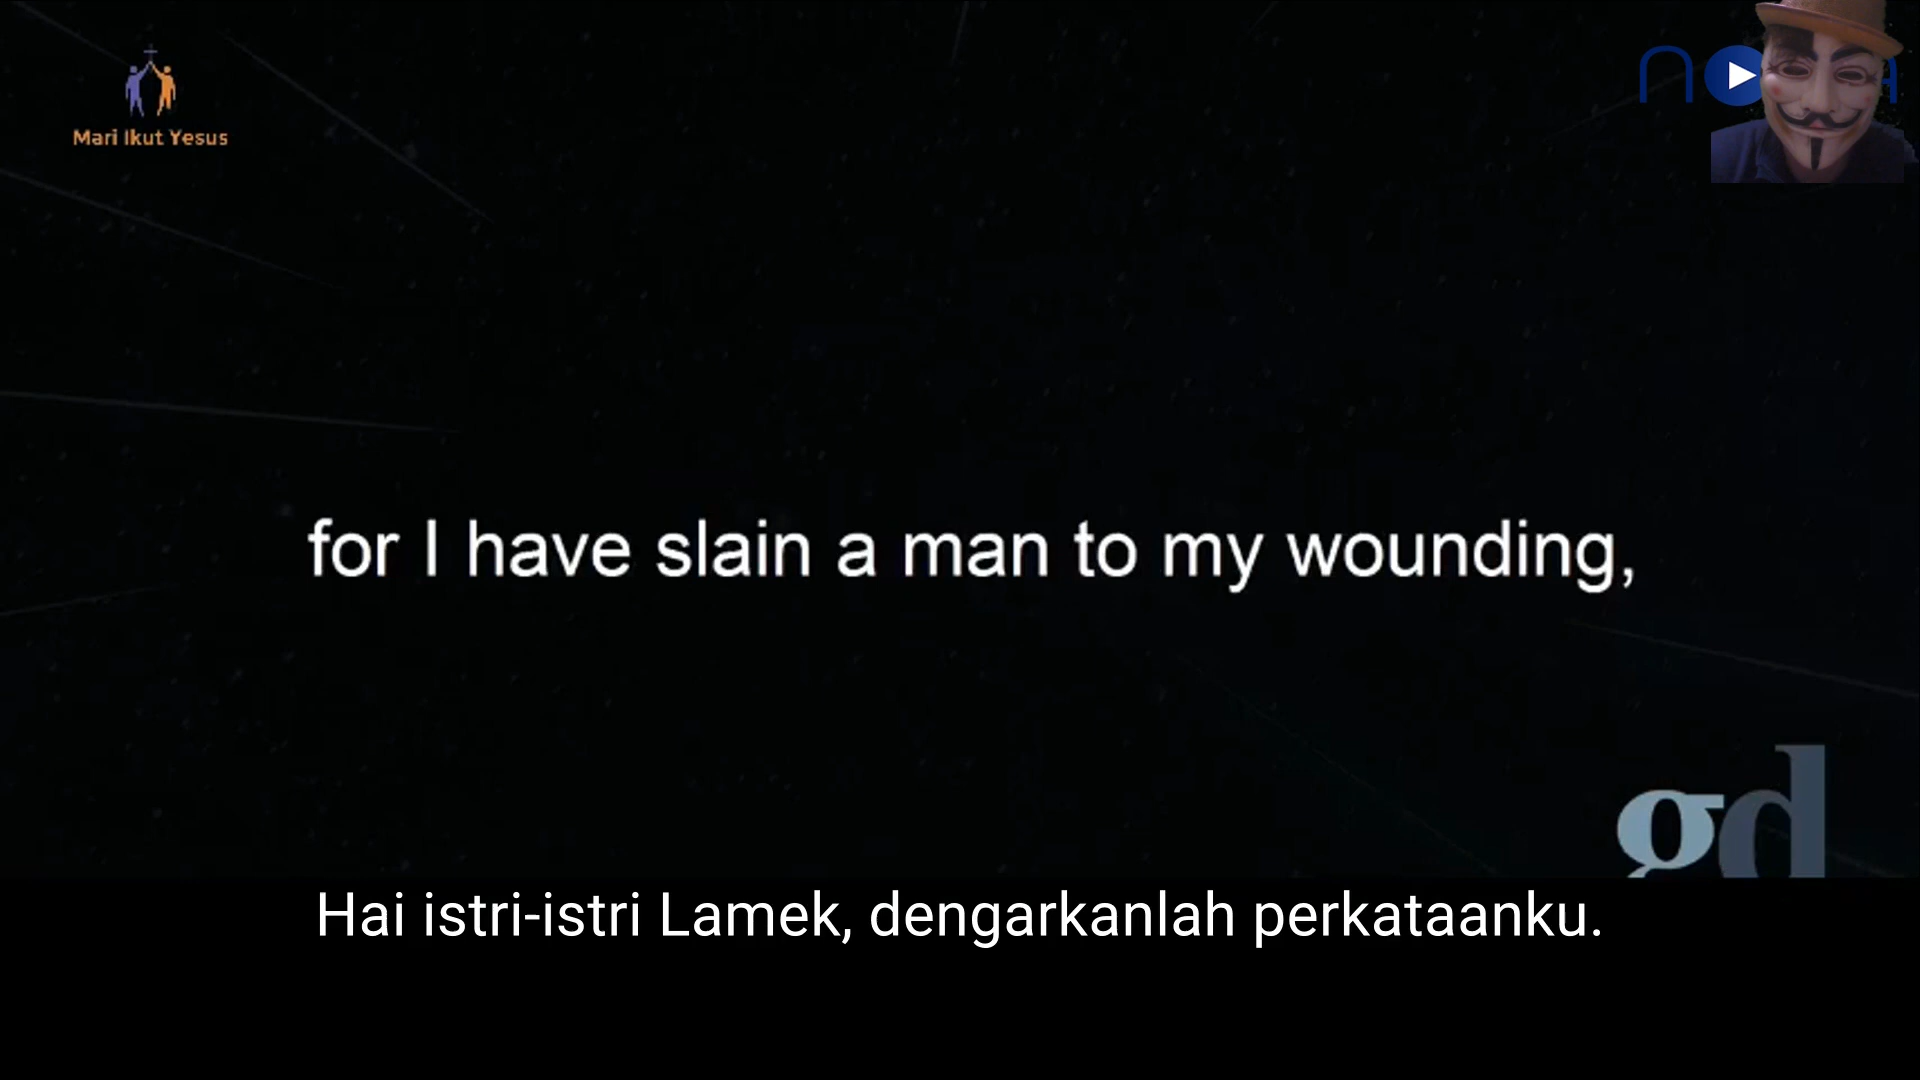 Mari Ikut Yesus
for I have slain a man to my wounding,
gd
Hai istri-istri Lamek, dengarkanlah perkataanku.